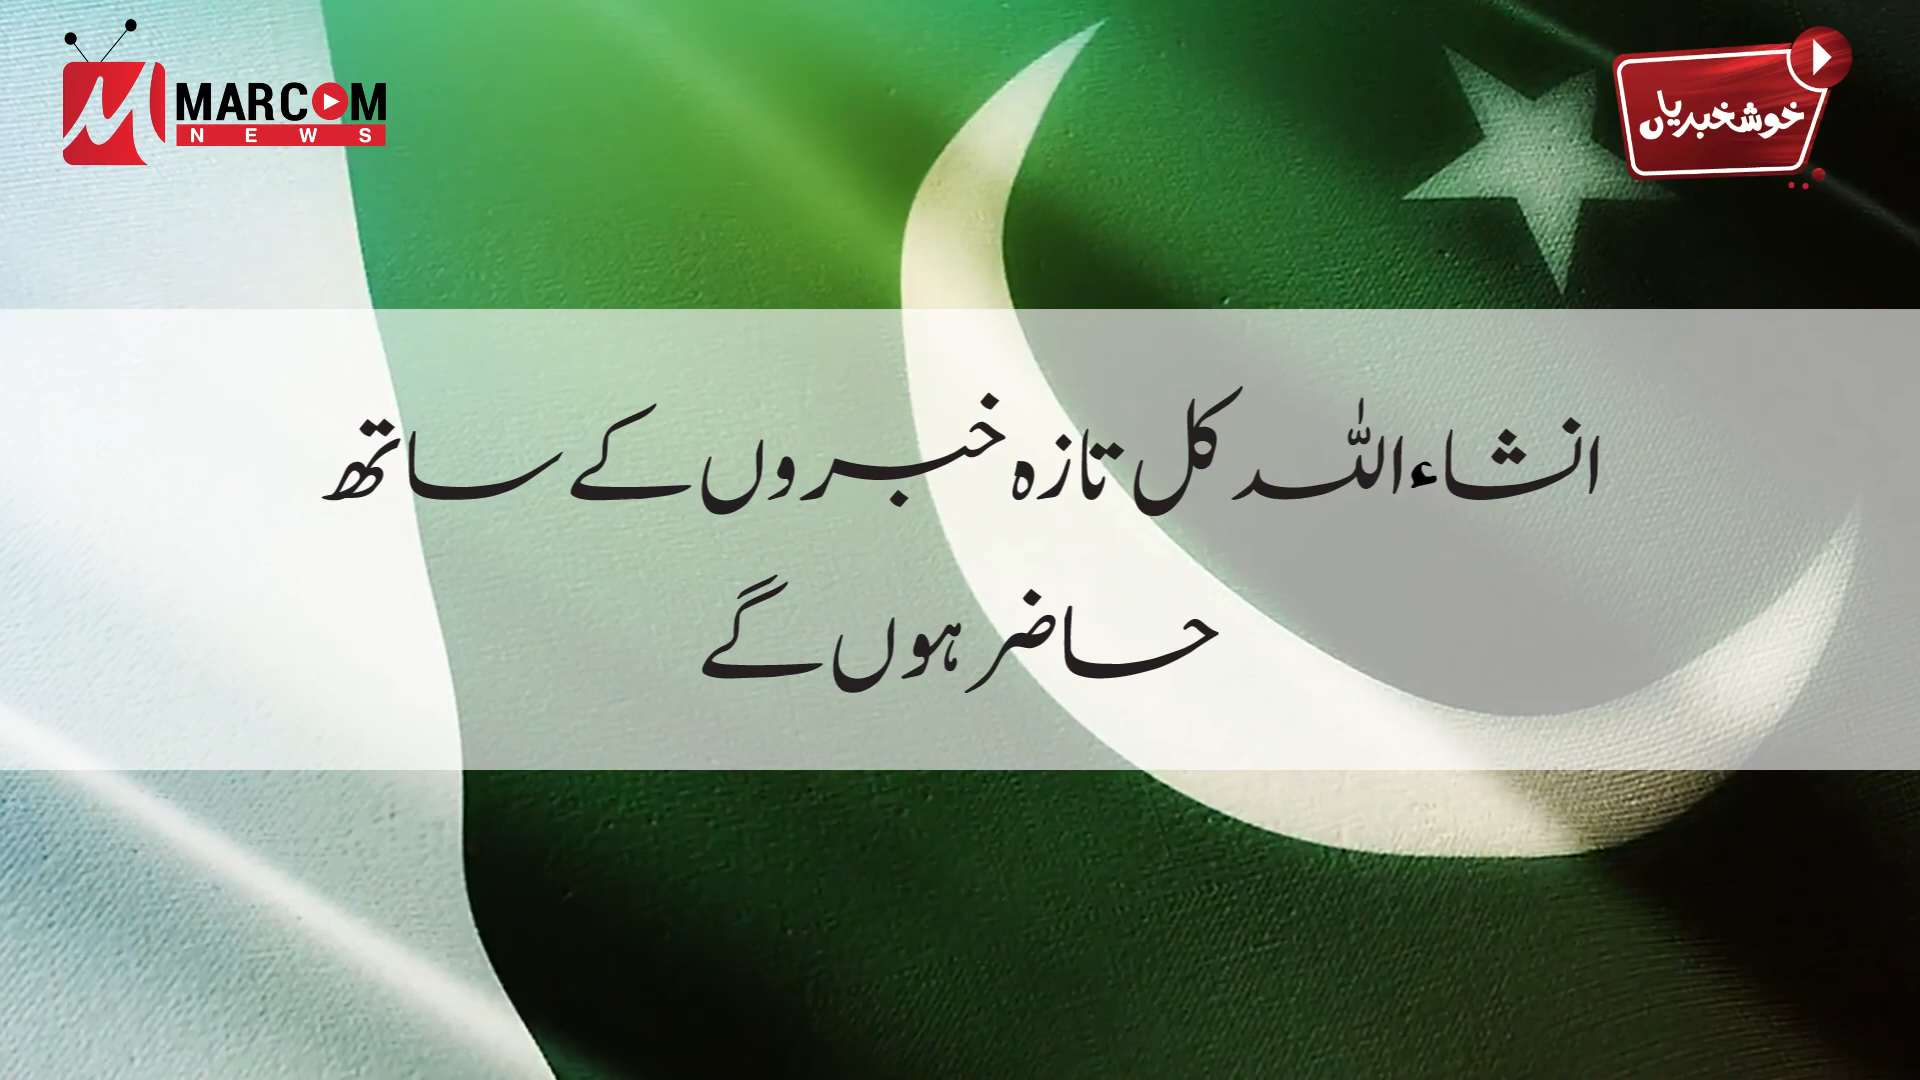 MARCOM
NEWS
خوشخبریاں
انشاءاللہ کل تازہ خبروں کے ساتھ
حاضر ہوں گے